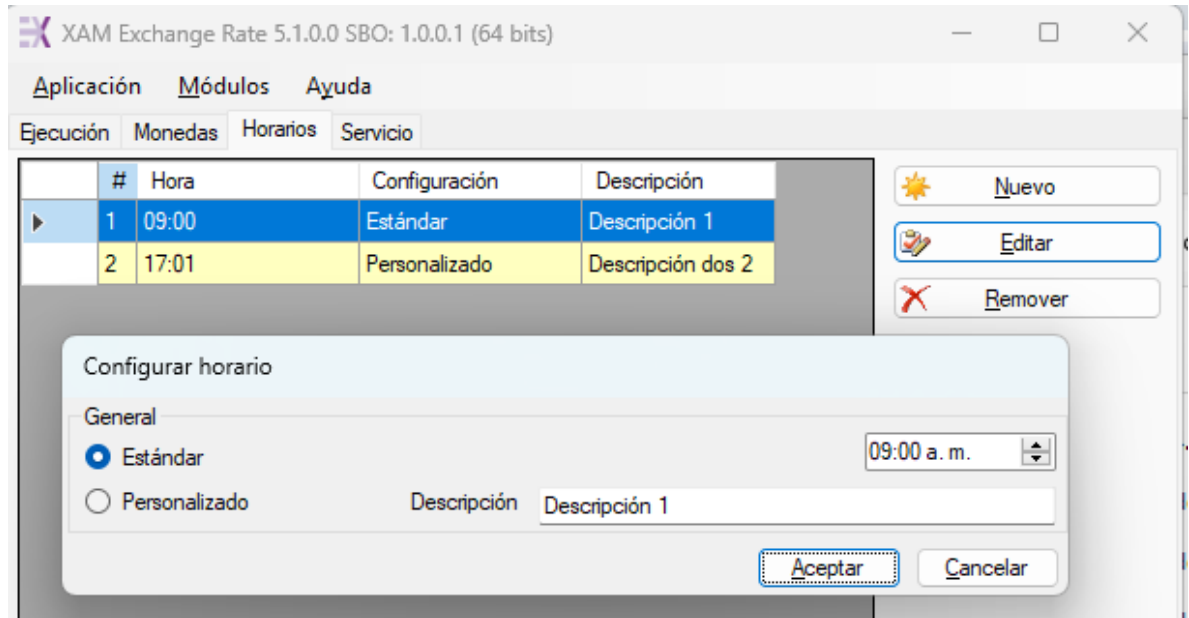 XAM Exchange Rate 5.1.0.0 SBO: 1.0.0.1 (64 bits)
Aplicación Módulos Ayuda
Ejecución Monedas Horarios Servicio
# Hora Configuración Descripción
1 09:00 Estándar Descripción 1
2 17:01 Personalizado Descripción dos 2
Nuevo
Editar
Remover
Configurar horario
General
Estándar 09:00 a. m.
Personalizado Descripción Descripción 1
Aceptar Cancelar